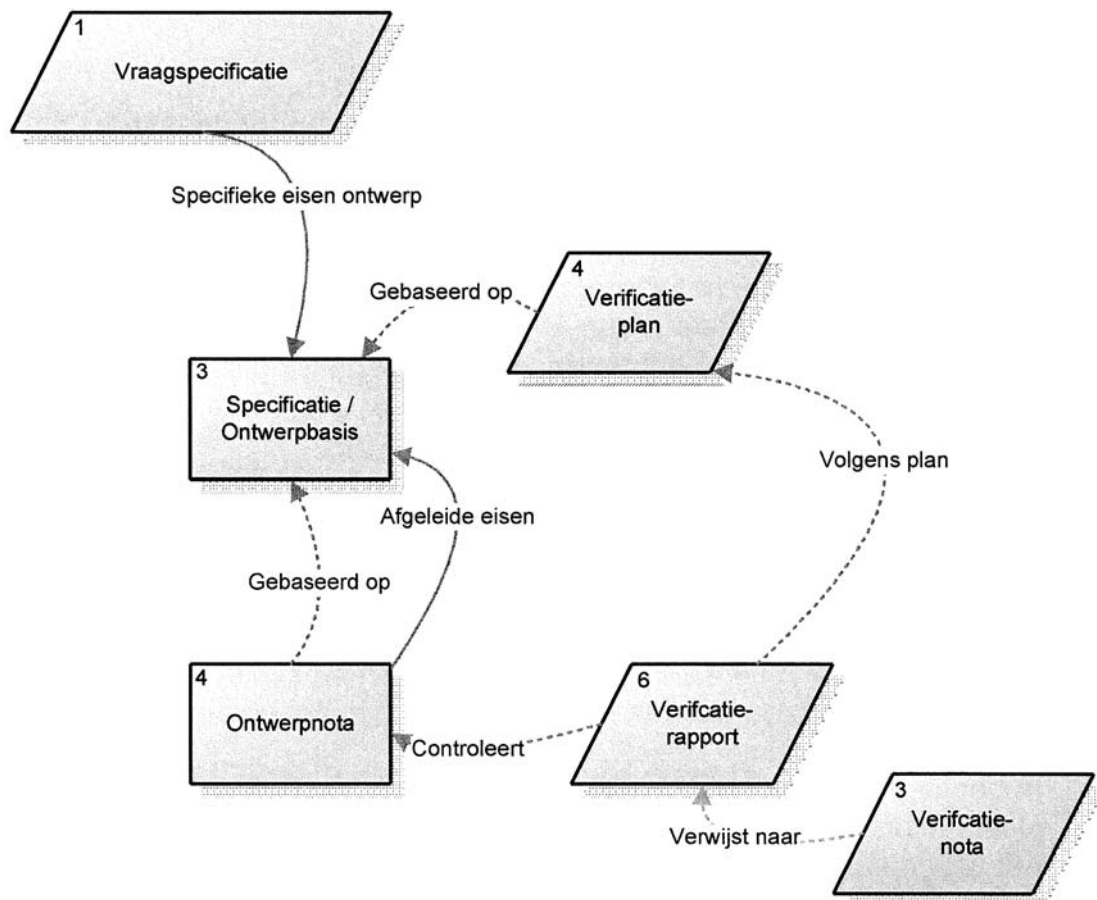 1
Vraagspecificatie
Specifieke eisen ontwerp
4
Gebaseerd op
Verificatie-
plan
3
Specificatie /
Ontwerpbasis
Volgens plan
Afgeleide eisen
Gebaseerd op
4
Ontwerpnota
6
Verifcatie-
rapport
Controleert
3
Verifcatie-
nota
Verwijst naar